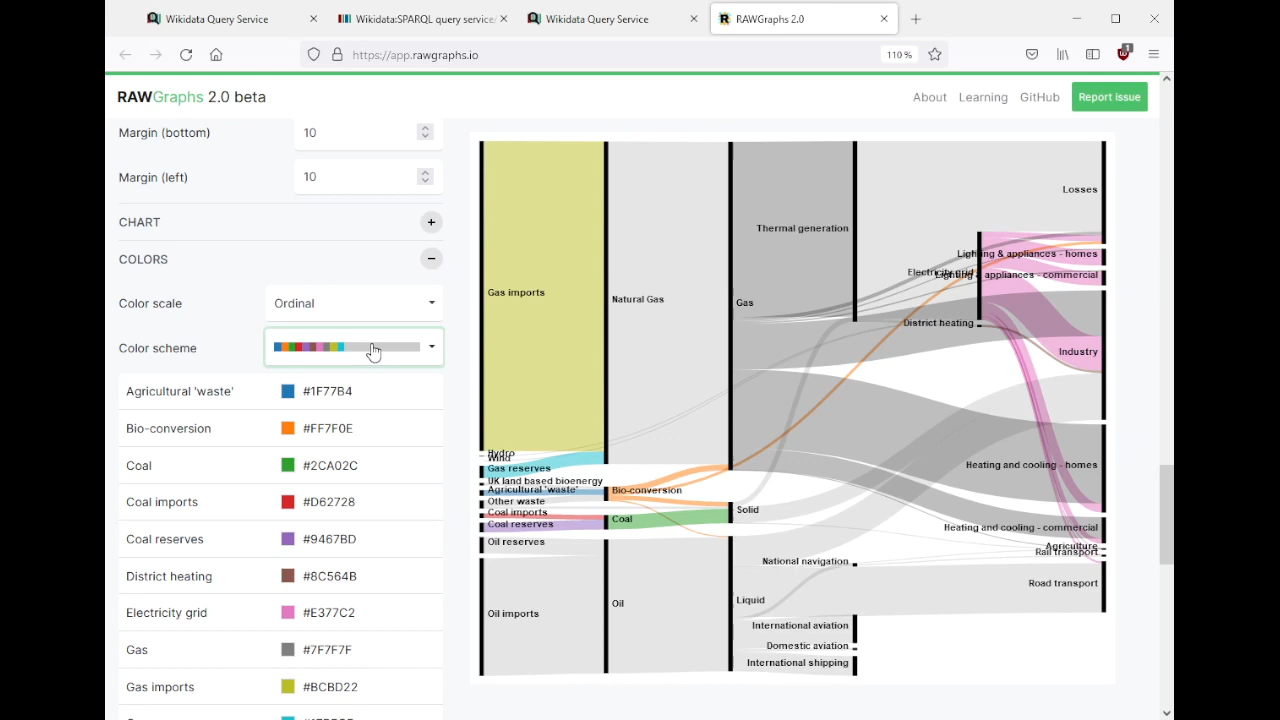 Wikidata Query Service
Wikidata:SPARQL query service/
Wikidata Query Service
RAWGraphs 2.0
https://app.rawgraphs.io
110 %
1
RAWGraphs 2.0 beta
About
Learning
GitHub
Report issue
Margin (bottom)
10
Margin (left)
10
CHART
COLORS
Color scale
Ordinal
Color scheme
Agricultural 'waste'
#1F77B4
Bio-conversion
#FF7F0E
Coal
#2CA02C
Coal imports
#D62728
Coal reserves
#9467BD
District heating
#8C564B
Electricity grid
#E377C2
Gas
#7F7F7F
Gas imports
#BCBD22
Gas imports
Hydro
Wind
Gas reserves
UK land based bioenergy
Agricultural 'waste'
Other waste
Coal imports
Coal reserves
Oil reserves
Oil imports
Natural Gas
Bio-conversion
Coal
Oil
Gas
Solid
Liquid
Thermal generation
National navigation
International aviation
Domestic aviation
International shipping
Electricity grid
District heating
Losses
Lighting & appliances - homes
Lighting & appliances - commercial
Industry
Heating and cooling - homes
Heating and cooling - commercial
Agriculture
Rail transport
Road transport